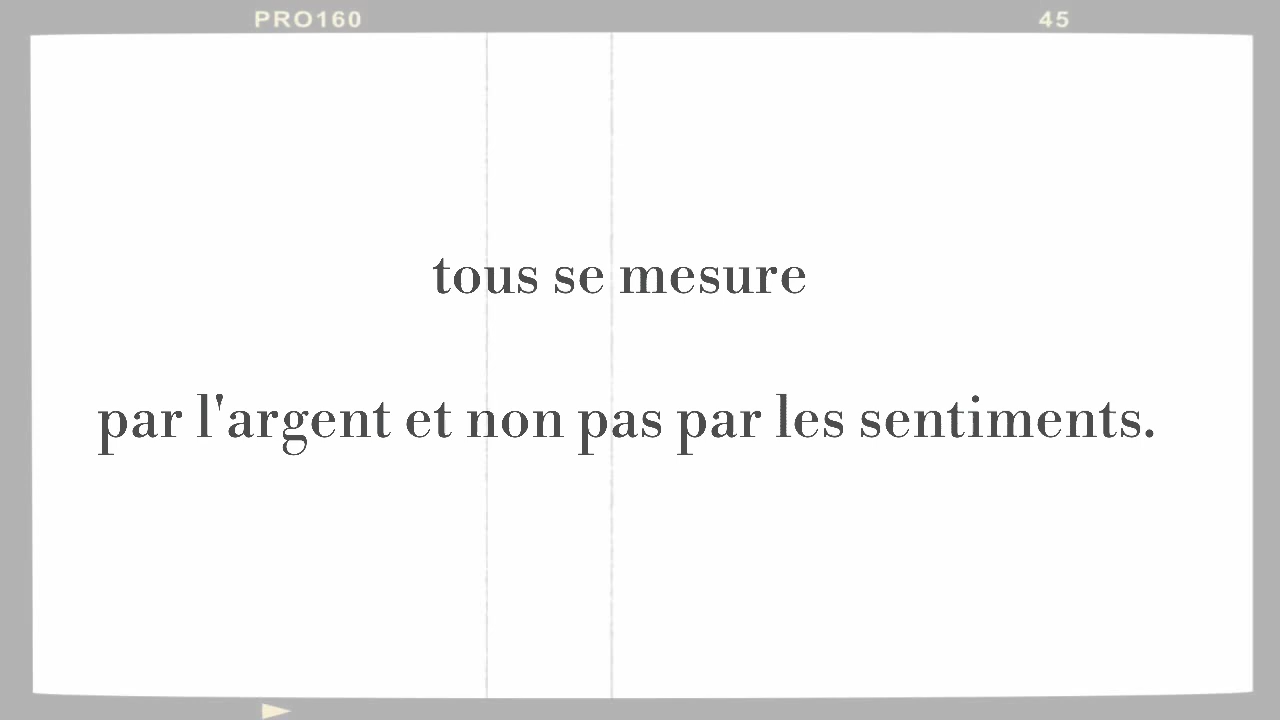 PRO160 45
tous se mesure
par l'argent et non pas par les sentiments.